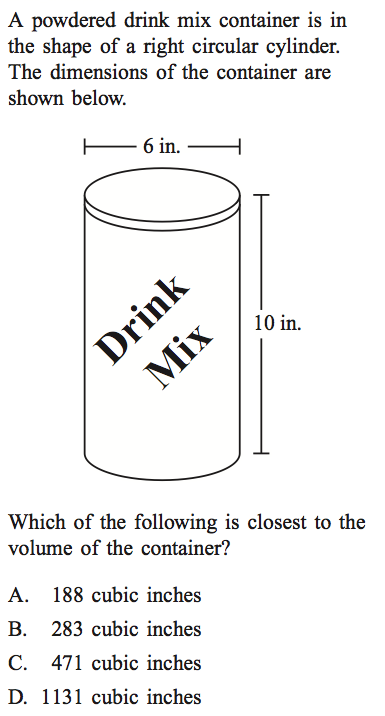 A powdered drink mix container is in
the shape of a right circular cylinder.
The dimensions of the container are
shown below.
6 in.
Drink
Mix
10 in.
Which of the following is closest to the
volume of the container?
A. 188 cubic inches
B. 283 cubic inches
C. 471 cubic inches
D. 1131 cubic inches